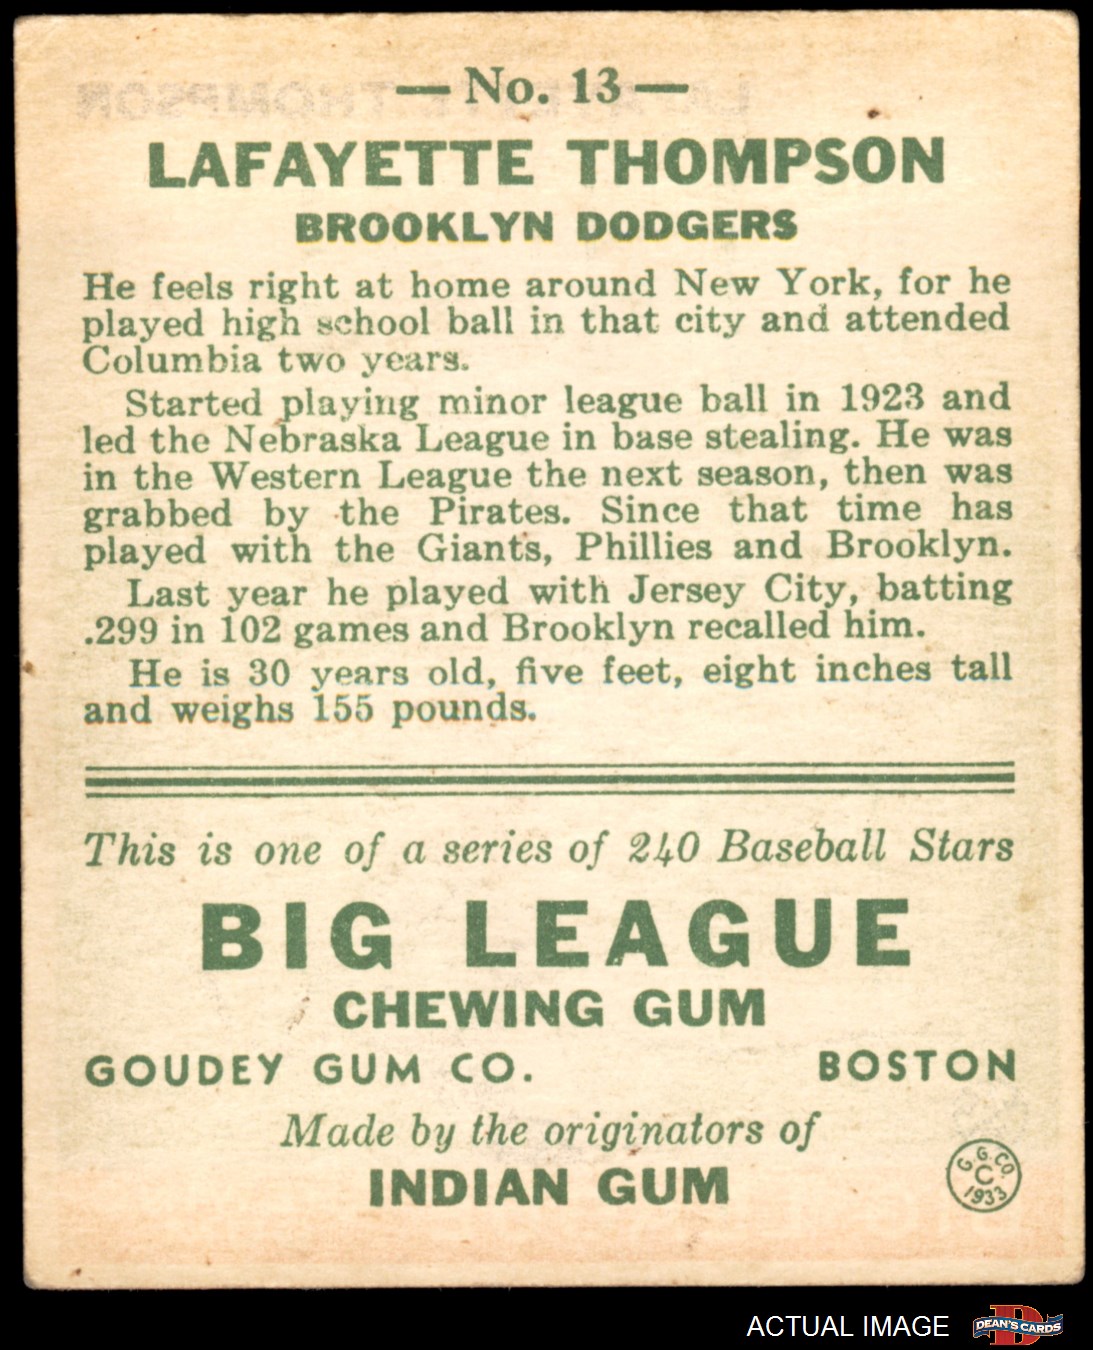 — No. 13 —
LAFAYETTE THOMPSON
BROOKLYN DODGERS
He feels right at home around New York, for he
played high school ball in that city and attended
Columbia two years.
Started playing minor league ball in 1923 and
led the Nebraska League in base stealing. He was
in the Western League the next season, then was
grabbed by the Pirates. Since that time has
played with the Giants, Phillies and Brooklyn.
Last year he played with Jersey City, batting
.299 in 102 games and Brooklyn recalled him.
He is 30 years old, five feet, eight inches tall
and weighs 155 pounds.
This is one of a series of 240 Baseball Stars
BIG LEAGUE
CHEWING GUM
GOUDEY GUM CO. BOSTON
Made by the originators of
INDIAN GUM
G. G. CO.
C
1933
ACTUAL IMAGE
D
DEAN'S CARDS